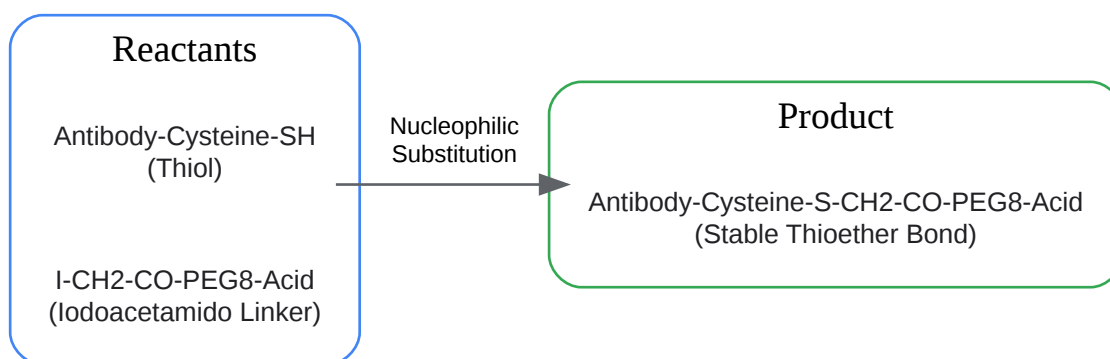 Reactants
Antibody-Cysteine-SH
(Thiol)
I-CH2-CO-PEG8-Acid
(Iodoacetamido Linker)
Nucleophilic
Substitution
Product
Antibody-Cysteine-S-CH2-CO-PEG8-Acid
(Stable Thioether Bond)